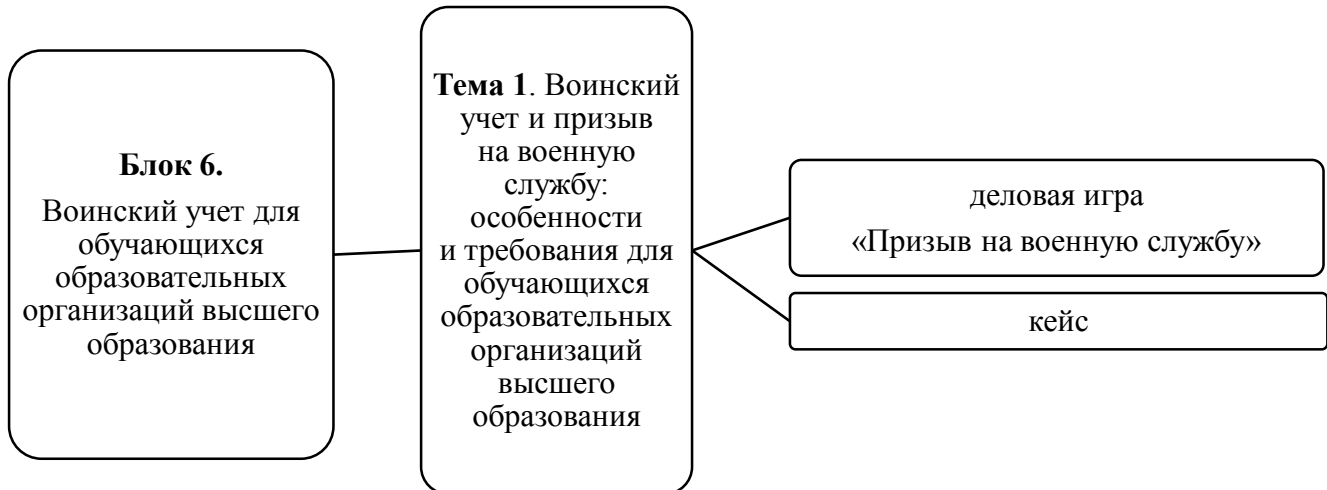 Блок 6.
Воинский учет для
обучающихся
образовательных
организаций высшего
образования
Тема 1. Воинский
учет и призыв
на военную
службу:
особенности
и требования для
обучающихся
образовательных
организаций
высшего
образования
деловая игра
«Призыв на военную службу»
кейс